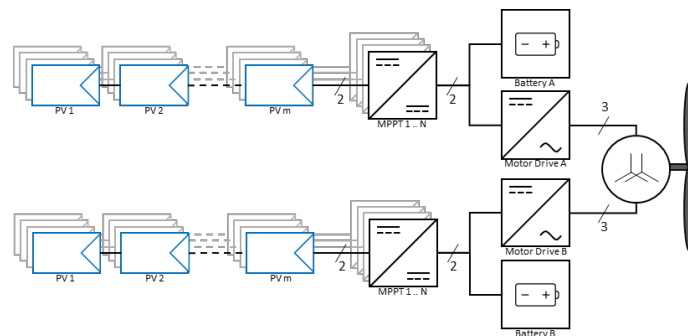 Battery A
PV 1
PV 2
PV m
2
MPPT 1 .. N
2
Motor Drive A
3
Motor Drive B
3
PV 1
PV 2
PV m
2
MPPT 1 .. N
2
Battery B